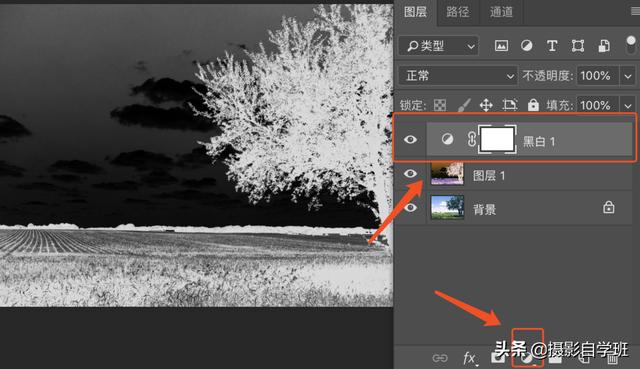 图层 路径 通道
类型
正常 不透明度: 100%
锁定: 填充: 100%
黑白 1
图层 1
背景
fx
头条 @摄影自学班